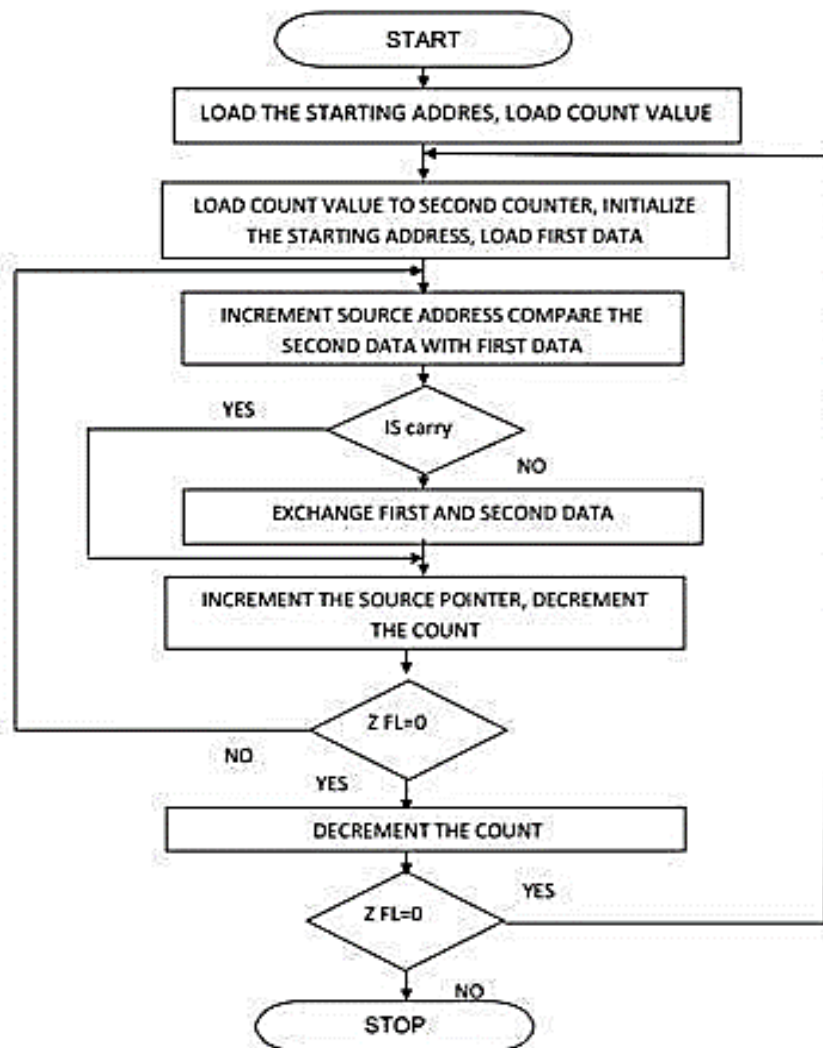 START
LOAD THE STARTING ADDRES, LOAD COUNT VALUE
LOAD COUNT VALUE TO SECOND COUNTER, INITIALIZE
THE STARTING ADDRESS, LOAD FIRST DATA
INCREMENT SOURCE ADDRESS COMPARE THE
SECOND DATA WITH FIRST DATA
YES
IS carry
NO
EXCHANGE FIRST AND SECOND DATA
INCREMENT THE SOURCE POINTER, DECREMENT
THE COUNT
Z FL=0
NO
YES
DECREMENT THE COUNT
YES
Z FL=0
NO
STOP